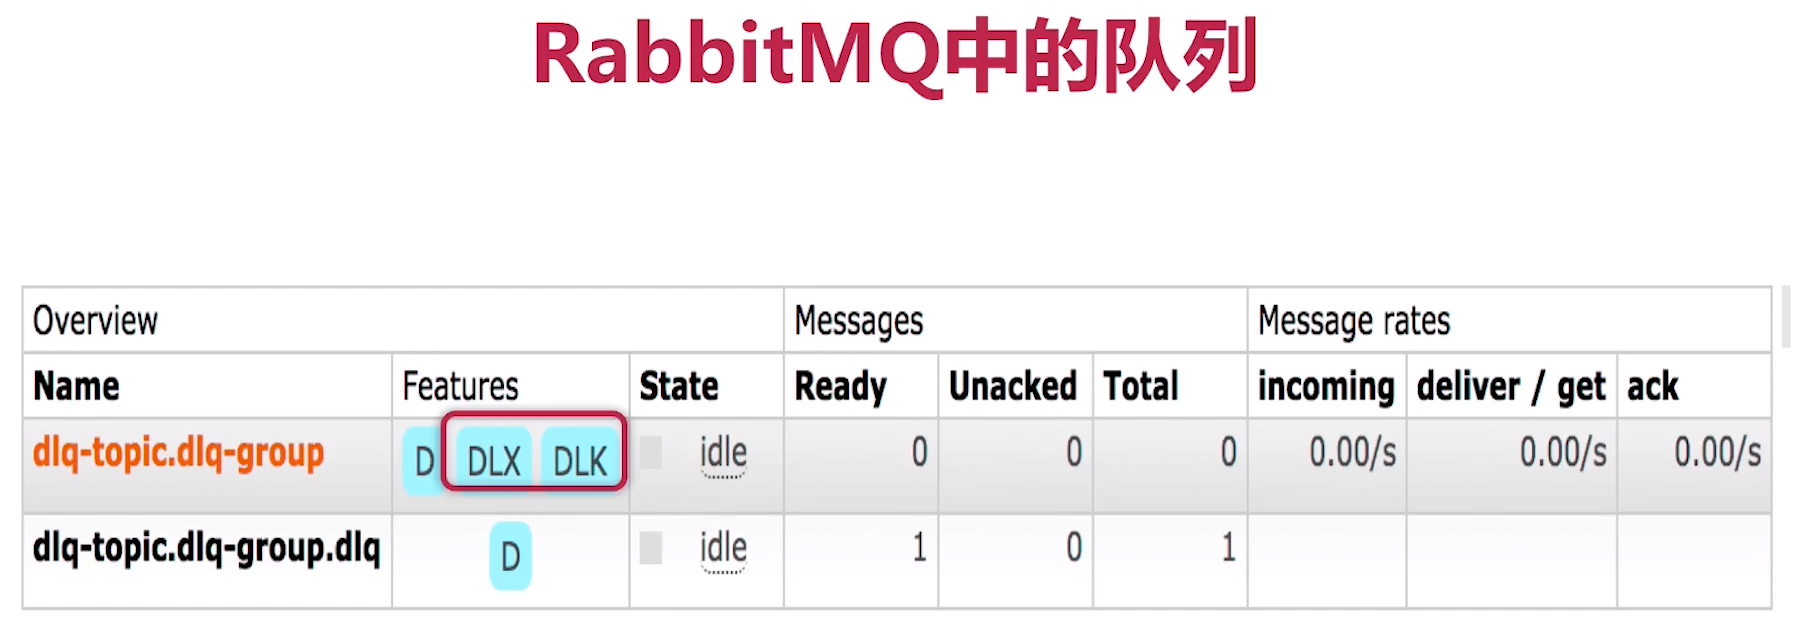 RabbitMQ中的队列
Overview Messages Message rates
Name Features State Ready Unacked Total incoming deliver / get ack
dlq-topic.dlq-group D DLX DLK idle 0 0 0 0.00/s 0.00/s 0.00/s
dlq-topic.dlq-group.dlq D idle 1 0 1